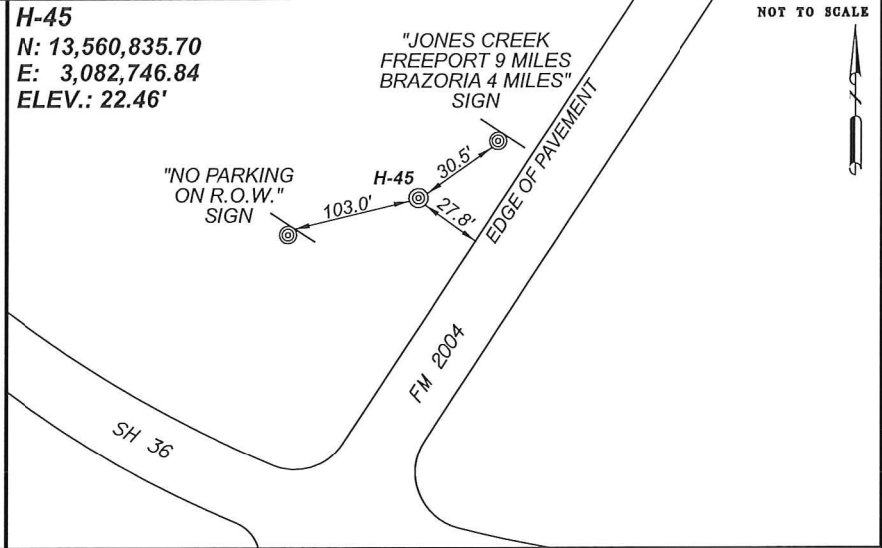 H-45
N: 13,560,835.70
E: 3,082,746.84
ELEV.: 22.46'
NOT TO SCALE
"JONES CREEK
FREEPORT 9 MILES
BRAZORIA 4 MILES"
SIGN
"NO PARKING
ON R.O.W."
SIGN
H-45
30.5'
103.0'
27.8'
EDGE OF PAVEMENT
FM 2004
SH 36
N